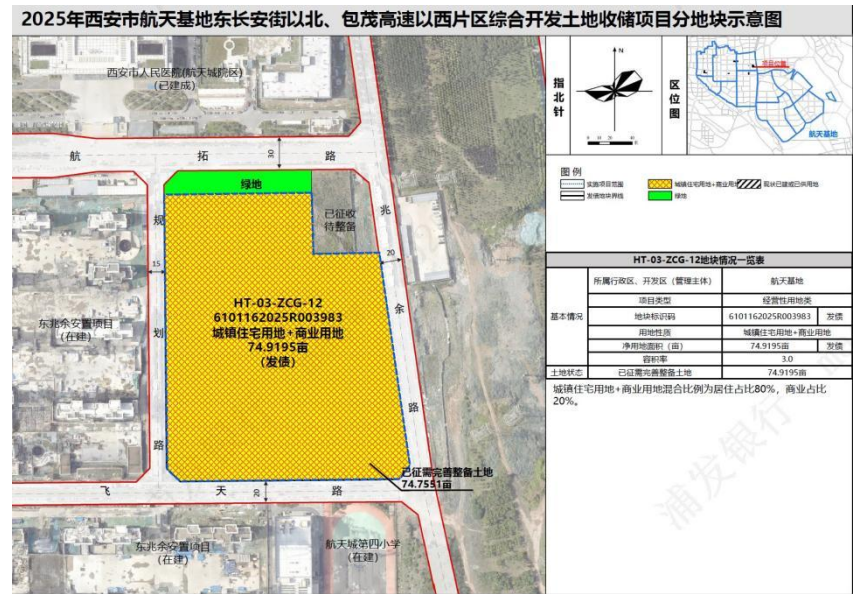 2025年西安市航天基地东长安街以北、包茂高速以西片区综合开发土地收储项目分地块示意图
西安市人民医院(航天城院区)
(已建成)
航 拓 路
30
绿地
已征收
待整备
规 划 路
15
兆 余 路
20
HT-03-ZCG-12
6101162025R003983
城镇住宅用地+商业用地
74.9195亩
(发债)
东兆余安置项目
(在建)
已征需完善整备土地
74.7551亩
飞 天 路
20
东兆余安置项目
(在建)
航天城第四小学
(在建)
指北针
N
区位图
项目位置
航天基地
图 例
实施项目范围
城镇住宅用地+商业用地
现状已建或已供用地
发债地块界线
绿地
HT-03-ZCG-12地块情况一览表
基本情况
所属行政区、开发区（管理主体） 航天基地
项目类型 经营性用地类
地块标识码 6101162025R003983 发债
用地性质 城镇住宅用地+商业用地
净用地面积（亩） 74.9195亩 发债
容积率 3.0
土地状态 已征需完善整备土地 74.9195亩
城镇住宅用地+商业用地混合比例为居住占比80%，商业占比
20%。
浦发银行